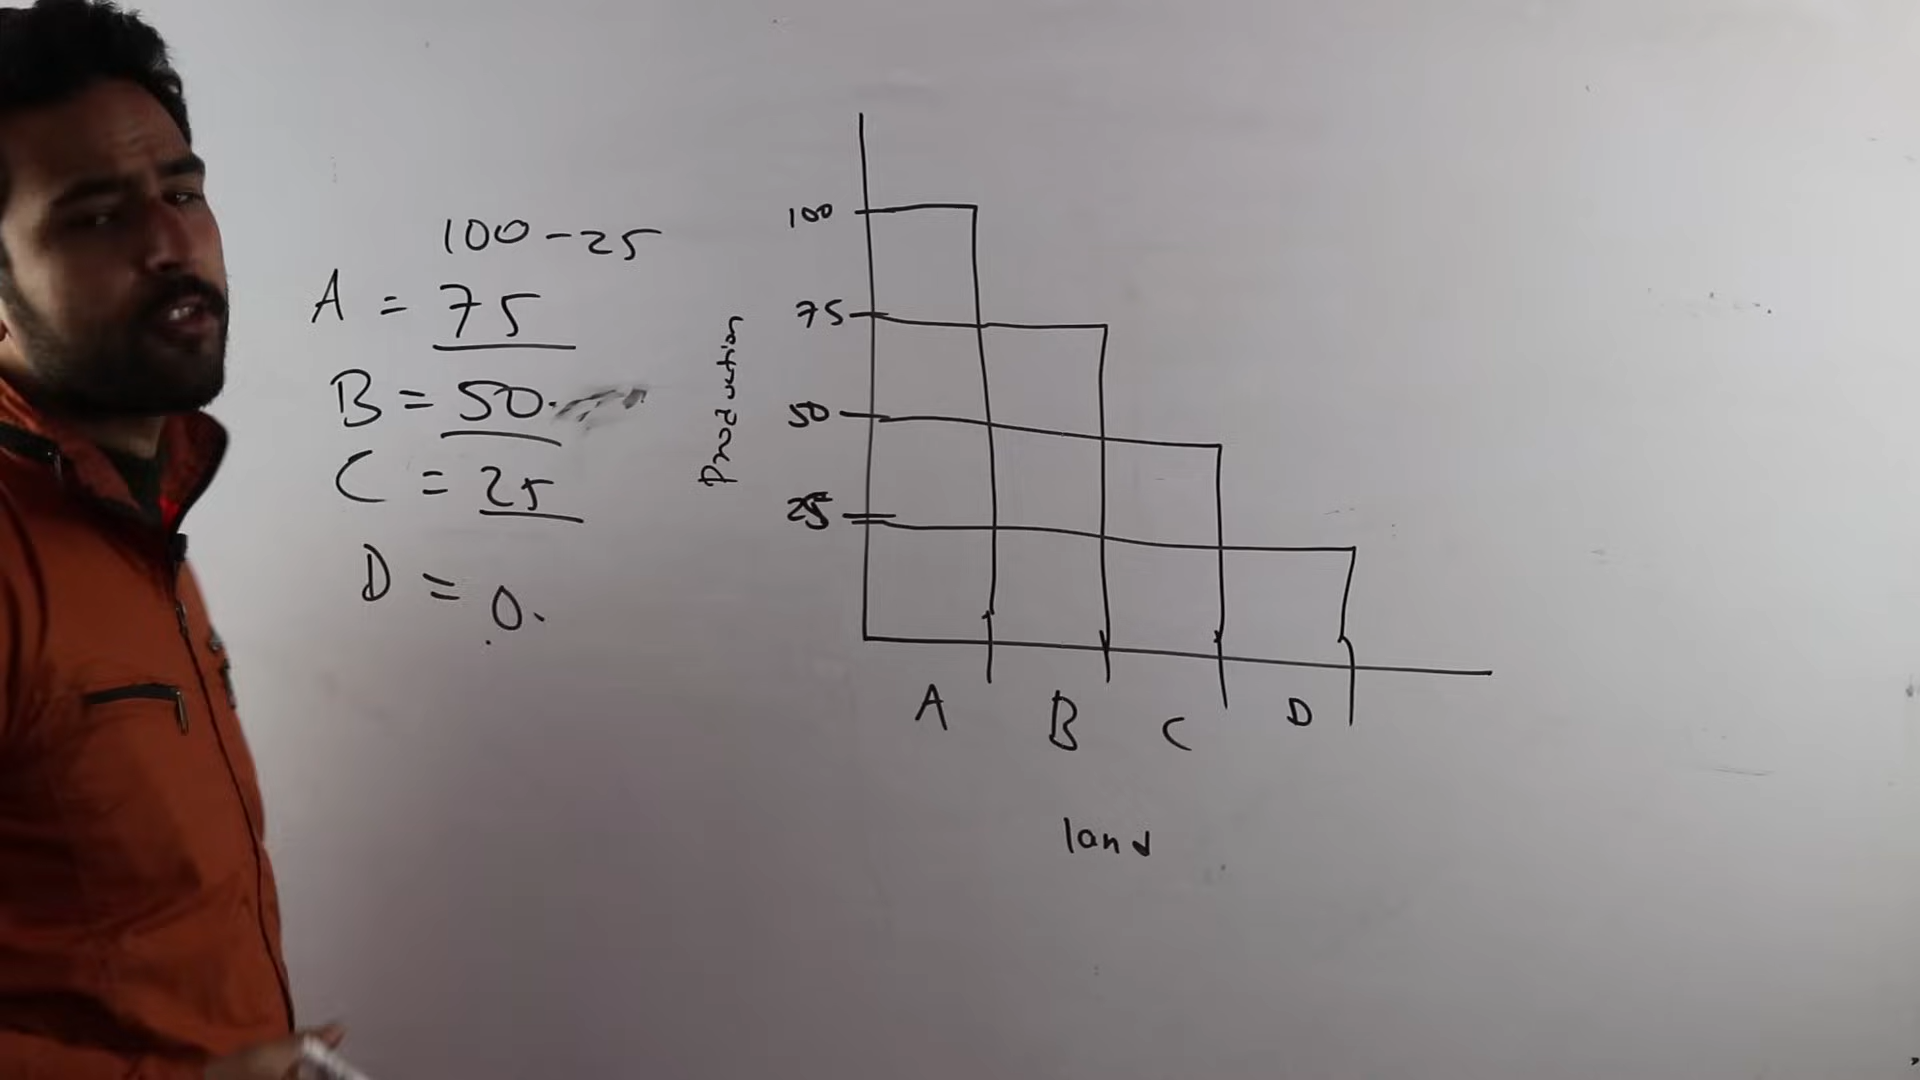 100-25
A = 75
B = 50.
C = 25
D = 0.
Production
100
75
50
25
A B C D
land